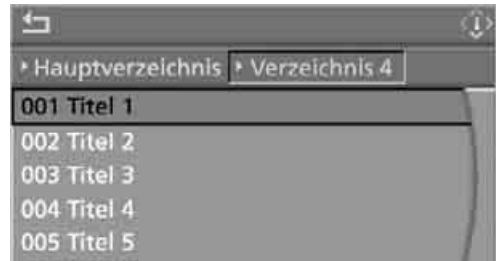 Hauptverzeichnis Verzeichnis 4
001 Titel 1
002 Titel 2
003 Titel 3
004 Titel 4
005 Titel 5